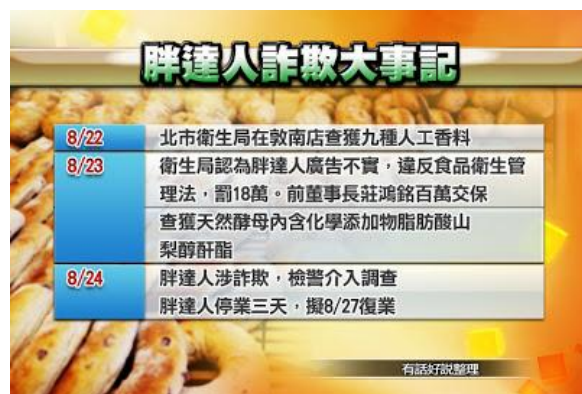 胖達人詐欺大事記
8/22 北市衛生局在敦南店查獲九種人工香料
8/23 衛生局認為胖達人廣告不實，違反食品衛生管
理法，罰18萬。前董事長莊鴻銘百萬交保
查獲天然酵母內含化學添加物脂肪酸山
梨醇酐酯
8/24 胖達人涉詐欺，檢警介入調查
胖達人停業三天，擬8/27復業
有話好說整理